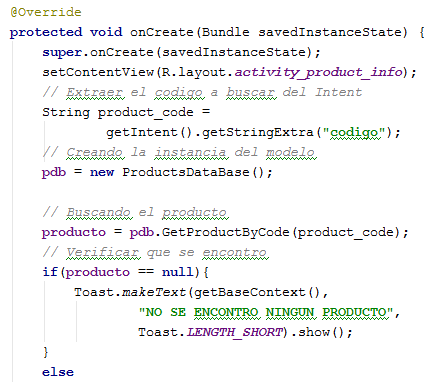 @Override
protected void onCreate(Bundle savedInstanceState) {
super.onCreate(savedInstanceState);
setContentView(R.layout.activity_product_info);
// Extraer el codigo a buscar del Intent
String product_code =
getIntent().getStringExtra("codigo");
// Creando la instancia del modelo
pdb = new ProductsDataBase();
// Buscando el producto
producto = pdb.GetProductByCode(product_code);
// Verificar que se encontro
if(producto == null){
Toast.makeText(getBaseContext(),
"NO SE ENCONTRO NINGUN PRODUCTO",
Toast.LENGTH_SHORT).show();
}
else